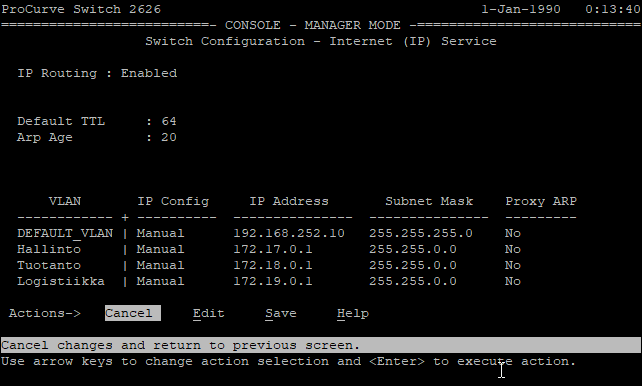 ProCurve Switch 2626 1-Jan-1990 0:13:40
==========================- CONSOLE - MANAGER MODE -============================
Switch Configuration - Internet (IP) Service
IP Routing : Enabled
Default TTL : 64
Arp Age : 20
VLAN IP Config IP Address Subnet Mask Proxy ARP
------------ + ---------- --------------- --------------- ---------
DEFAULT_VLAN | Manual 192.168.252.10 255.255.255.0 No
Hallinto | Manual 172.17.0.1 255.255.0.0 No
Tuotanto | Manual 172.18.0.1 255.255.0.0 No
Logistiikka | Manual 172.19.0.1 255.255.0.0 No
Actions-> Cancel Edit Save Help
Cancel changes and return to previous screen.
Use arrow keys to change action selection and <Enter> to execute action.